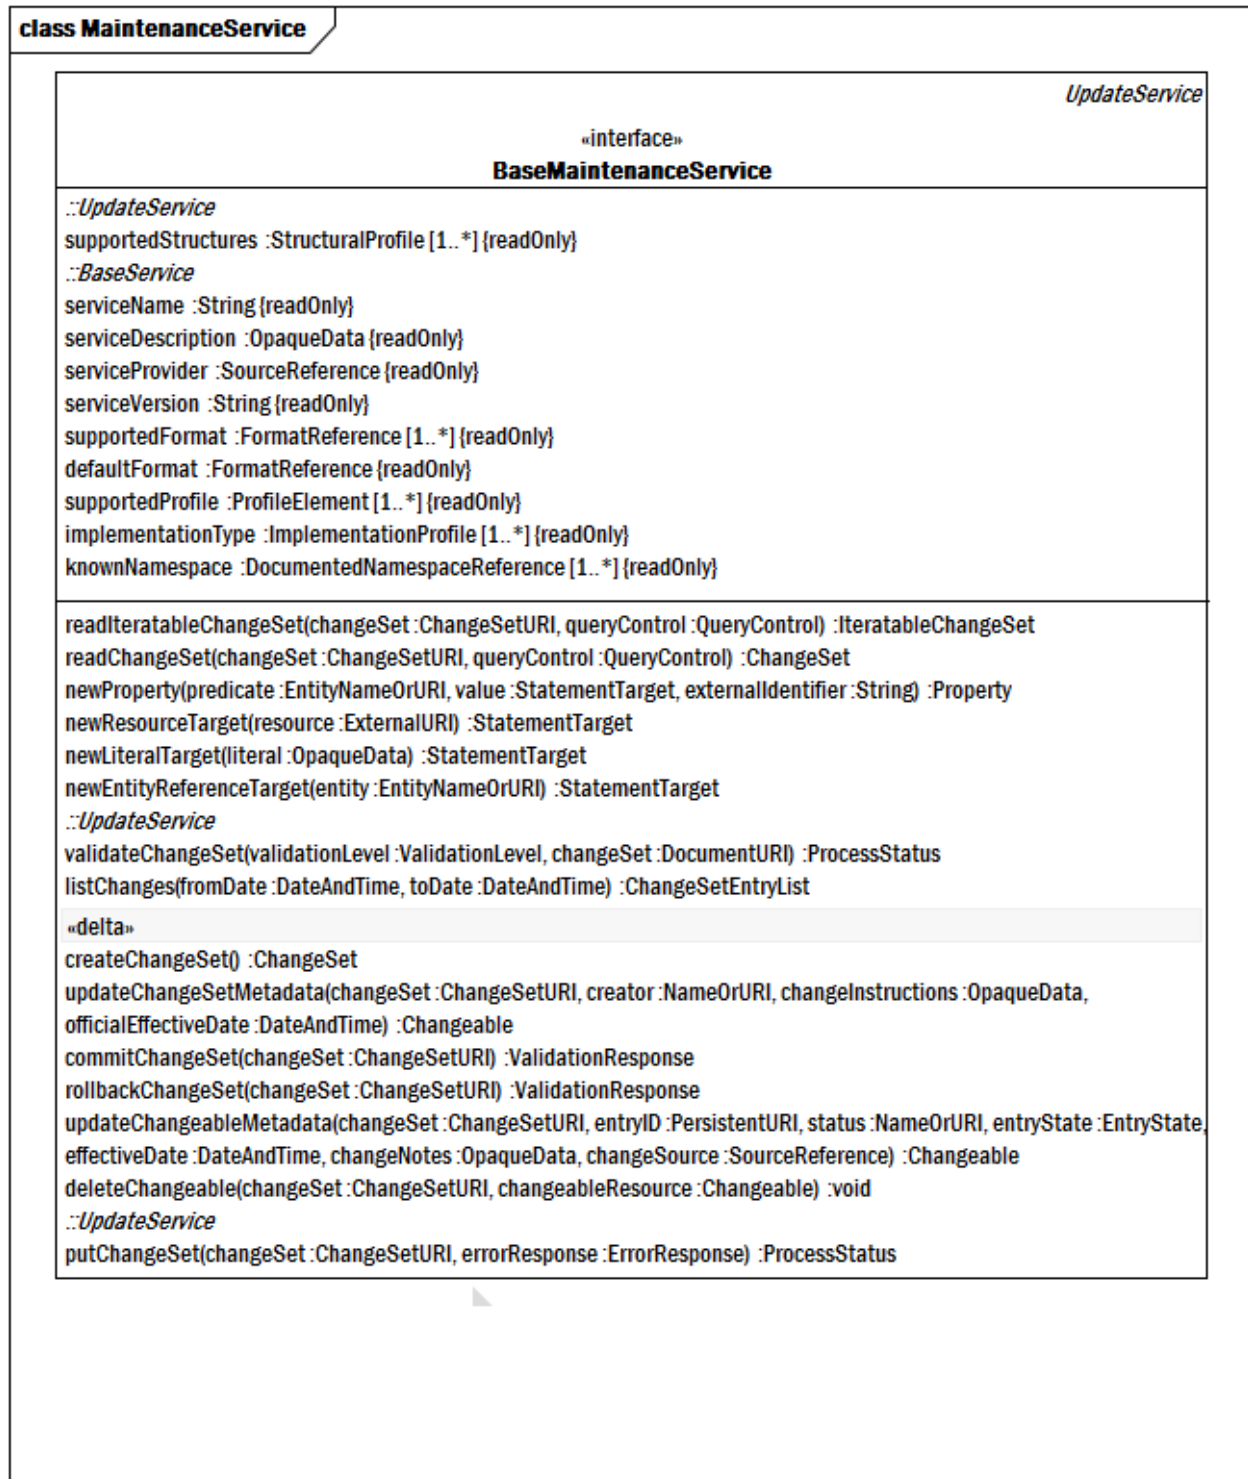 class MaintenanceService
UpdateService
«interface»
BaseMaintenanceService
::UpdateService
supportedStructures :StructuralProfile [1..*] {readOnly}
::BaseService
serviceName :String {readOnly}
serviceDescription :OpaqueData {readOnly}
serviceProvider :SourceReference {readOnly}
serviceVersion :String {readOnly}
supportedFormat :FormatReference [1..*] {readOnly}
defaultFormat :FormatReference {readOnly}
supportedProfile :ProfileElement [1..*] {readOnly}
implementationType :ImplementationProfile [1..*] {readOnly}
knownNamespace :DocumentedNamespaceReference [1..*] {readOnly}
readIteratableChangeSet(changeSet :ChangeSetURI, queryControl :QueryControl) :IteratableChangeSet
readChangeSet(changeSet :ChangeSetURI, queryControl :QueryControl) :ChangeSet
newProperty(predicate :EntityNameOrURI, value :StatementTarget, externalIdentifier :String) :Property
newResourceTarget(resource :ExternalURI) :StatementTarget
newLiteralTarget(literal :OpaqueData) :StatementTarget
newEntityReferenceTarget(entity :EntityNameOrURI) :StatementTarget
::UpdateService
validateChangeSet(validationLevel :ValidationLevel, changeSet :DocumentURI) :ProcessStatus
listChanges(fromDate :DateAndTime, toDate :DateAndTime) :ChangeSetEntryList
«delta»
createChangeSet() :ChangeSet
updateChangeSetMetadata(changeSet :ChangeSetURI, creator :NameOrURI, changeInstructions :OpaqueData,
officialEffectiveDate :DateAndTime) :Changeable
commitChangeSet(changeSet :ChangeSetURI) :ValidationResponse
rollbackChangeSet(changeSet :ChangeSetURI) :ValidationResponse
updateChangeableMetadata(changeSet :ChangeSetURI, entryID :PersistentURI, status :NameOrURI, entryState :EntryState,
effectiveDate :DateAndTime, changeNotes :OpaqueData, changeSource :SourceReference) :Changeable
deleteChangeable(changeSet :ChangeSetURI, changeableResource :Changeable) :void
::UpdateService
putChangeSet(changeSet :ChangeSetURI, errorResponse :ErrorResponse) :ProcessStatus